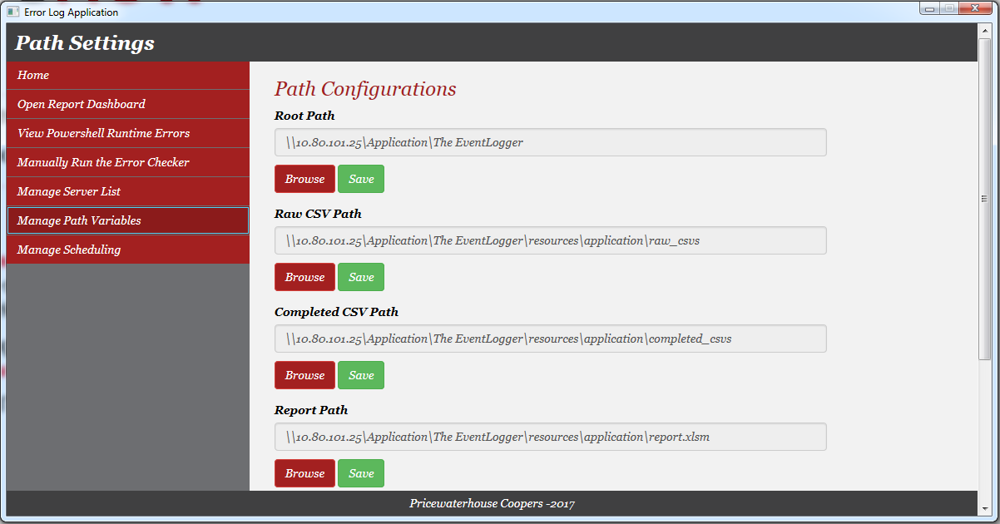 Error Log Application
Path Settings
Home
Open Report Dashboard
View Powershell Runtime Errors
Manually Run the Error Checker
Manage Server List
Manage Path Variables
Manage Scheduling
Path Configurations
Root Path
\\10.80.101.25\Application\The EventLogger
Browse Save
Raw CSV Path
\\10.80.101.25\Application\The EventLogger\resources\application\raw_csvs
Browse Save
Completed CSV Path
\\10.80.101.25\Application\The EventLogger\resources\application\completed_csvs
Browse Save
Report Path
\\10.80.101.25\Application\The EventLogger\resources\application\report.xlsm
Browse Save
Pricewaterhouse Coopers -2017